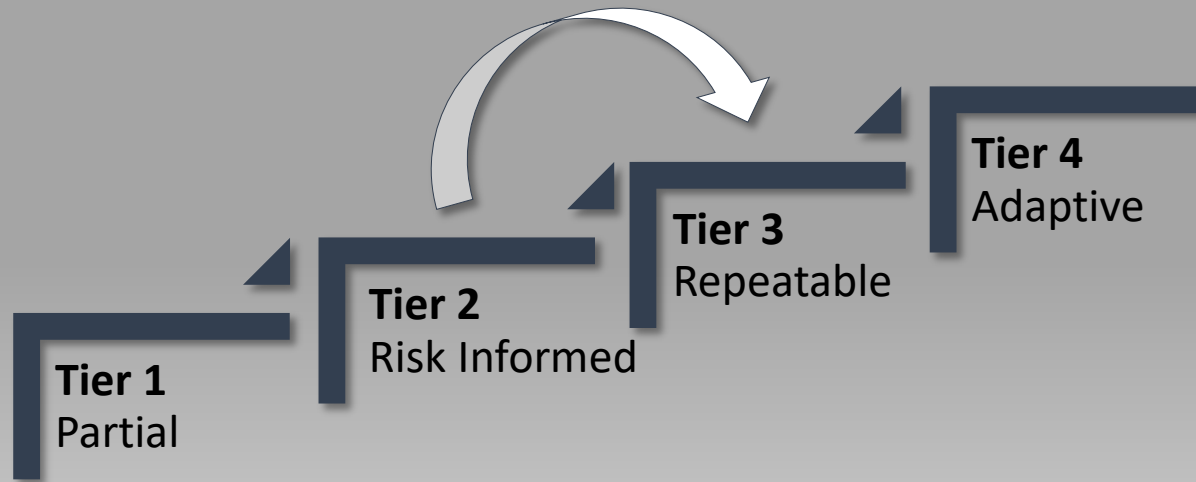 Tier 1
Partial
Tier 2
Risk Informed
Tier 3
Repeatable
Tier 4
Adaptive